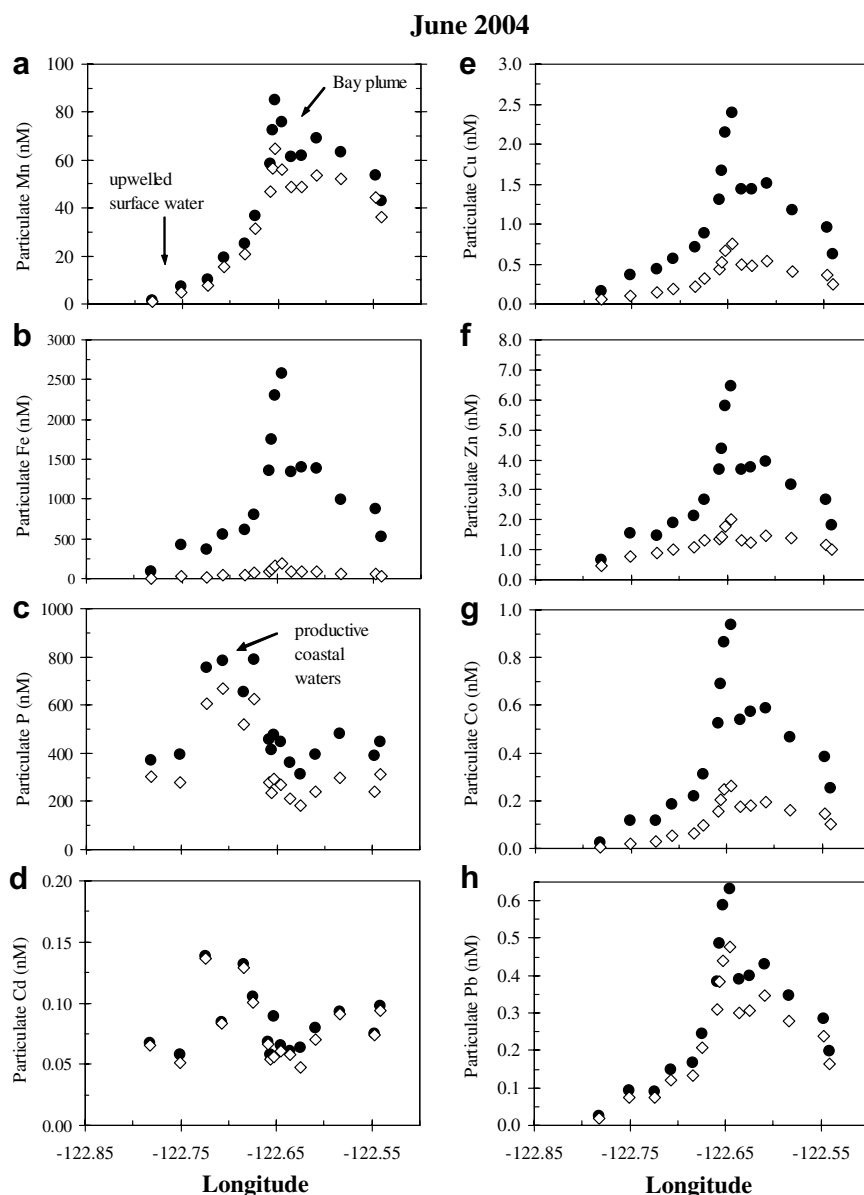 June 2004
a
100
80
60
40
20
0
Particulate Mn (nM)
upwelled
surface water
Bay plume
b
3000
2500
2000
1500
1000
500
0
Particulate Fe (nM)
c
1000
800
600
400
200
0
Particulate P (nM)
productive
coastal
waters
d
0.20
0.15
0.10
0.05
0.00
Particulate Cd (nM)
-122.85 -122.75 -122.65 -122.55
Longitude
e
3.0
2.5
2.0
1.5
1.0
0.5
0.0
Particulate Cu (nM)
f
8.0
7.0
6.0
5.0
4.0
3.0
2.0
1.0
0.0
Particulate Zn (nM)
g
1.0
0.8
0.6
0.4
0.2
0.0
Particulate Co (nM)
h
0.6
0.5
0.4
0.3
0.2
0.1
0.0
Particulate Pb (nM)
-122.85 -122.75 -122.65 -122.55
Longitude